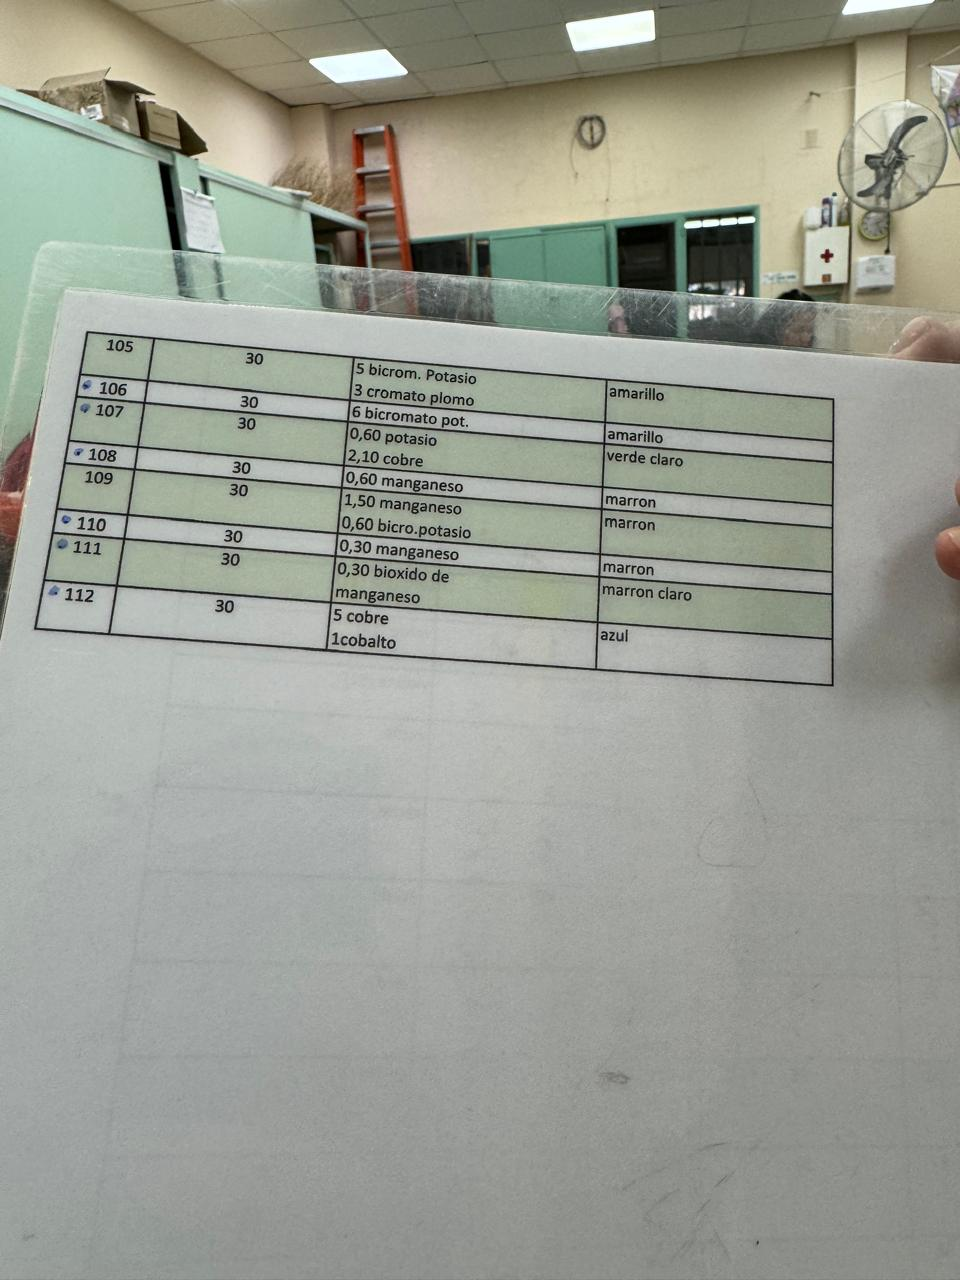 105 30 5 bicrom. Potasio amarillo
3 cromato plomo
106 30 6 bicromato pot. amarillo
107 30 0,60 potasio verde claro
2,10 cobre
108 30 0,60 manganeso marron
109 30 1,50 manganeso marron
0,60 bicro.potasio
110 30 0,30 manganeso marron
111 30 0,30 bioxido de marron claro
manganeso
112 30 5 cobre azul
1cobalto